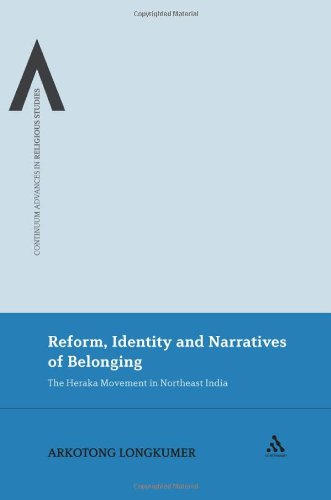 Copyrighted Material
CONTINUUM ADVANCES IN RELIGIOUS STUDIES
Reform, Identity and Narratives
of Belonging
The Heraka Movement in Northeast India
ARKOTONG LONGKUMER
continuum
Copyrighted Material